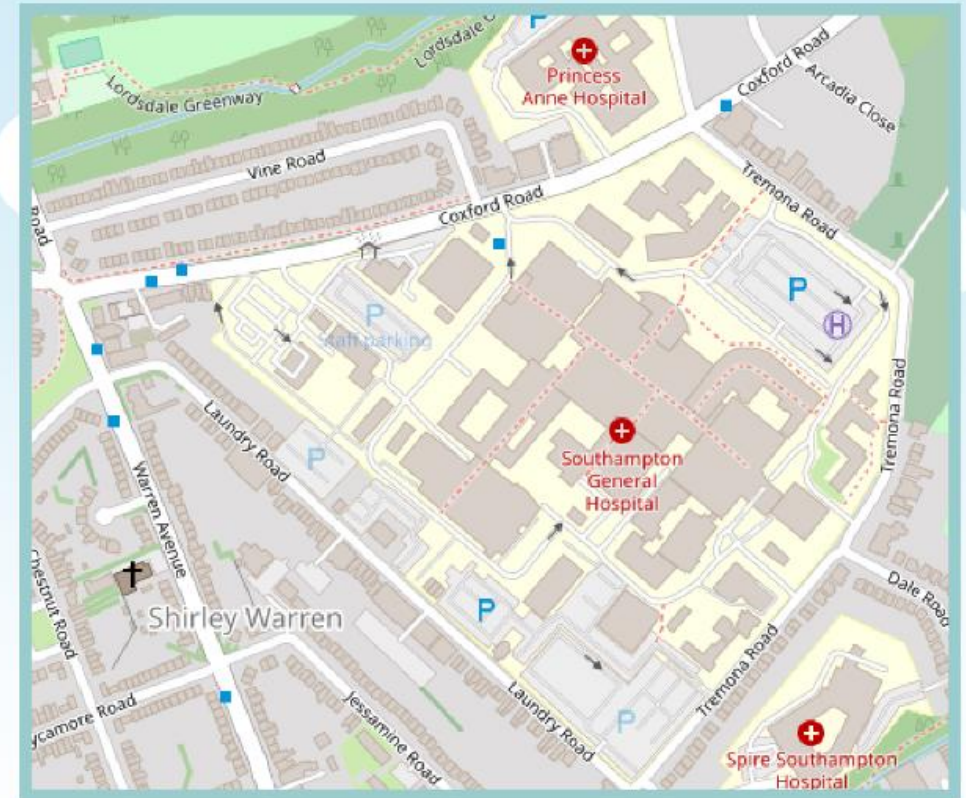 P
Lordsdale G
Princess
Anne Hospital
Coxford Road
Arcadia Close
Lordsdale Greenway
Vine Road
Road
Coxford Road
Tremona Road
P
H
P
Staff parking
Tremona Road
Laundry Road
P
Southampton
General
Hospital
Warren Avenue
Chestnut Road
Shirley Warren
P
Dale Road
Tremona Road
Laundry Road
P
ycamore Road
Jessamine Road
Spire Southampton
Hospital